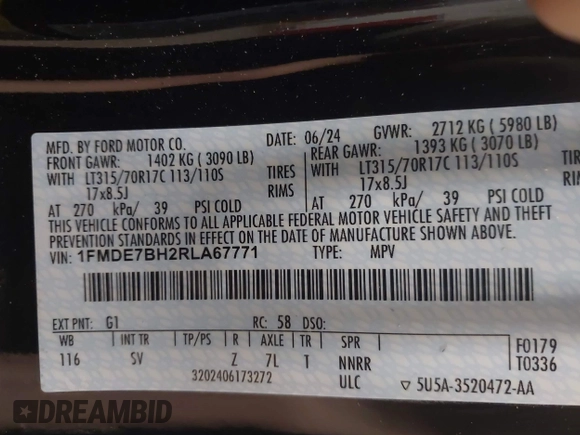 MFD. BY FORD MOTOR CO.
DATE: 06/24 GVWR: 2712 KG ( 5980 LB)
FRONT GAWR: 1402 KG ( 3090 LB) REAR GAWR: 1393 KG ( 3070 LB)
WITH LT315/70R17C 113/110S TIRES WITH LT315/70R17C 113/110S TIRES
17x8.5J RIMS 17x8.5J RIMS
AT 270 kPa/ 39 PSI COLD AT 270 kPa/ 39 PSI COLD
THIS VEHICLE CONFORMS TO ALL APPLICABLE FEDERAL MOTOR VEHICLE SAFETY AND THEFT
PREVENTION STANDARDS IN EFFECT ON THE DATE OF MANUFACTURE SHOWN ABOVE.
VIN: 1FMDE7BH2RLA67771 TYPE: MPV
EXT PNT: G1 RC: 58 DSO:
WB INT TR TP/PS R AXLE TR SPR F0179
116 SV Z 7L T NNRR T0336
3202406173272 ULC ▽ 5U5A-3520472-AA
DREAMBID